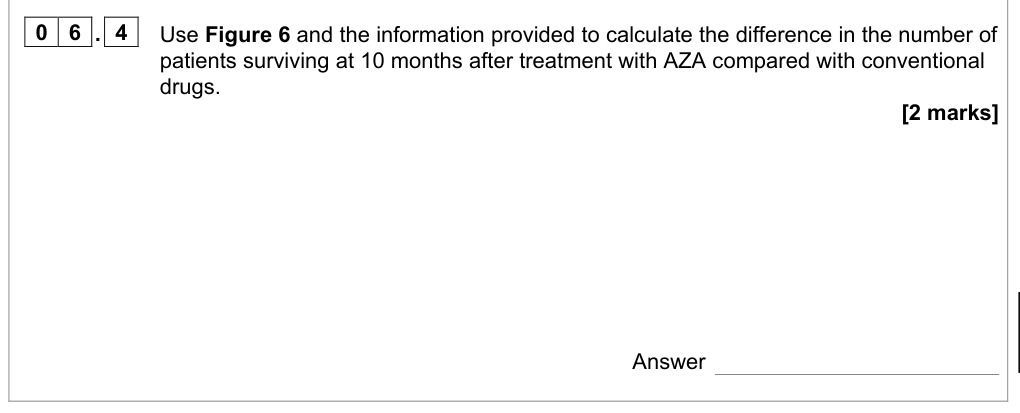 0 6 . 4 Use Figure 6 and the information provided to calculate the difference in the number of
patients surviving at 10 months after treatment with AZA compared with conventional
drugs.
[2 marks]
Answer